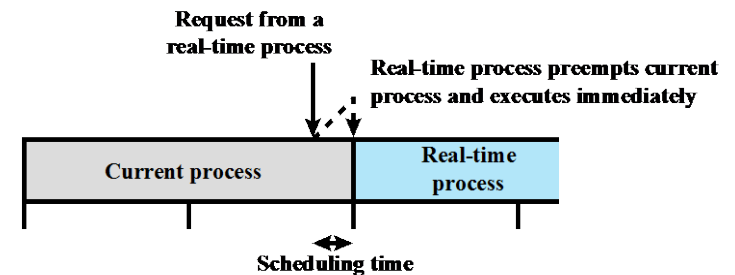 Request from a
real-time process
Real-time process preempts current
process and executes immediately
Current process
Real-time
process
Scheduling time